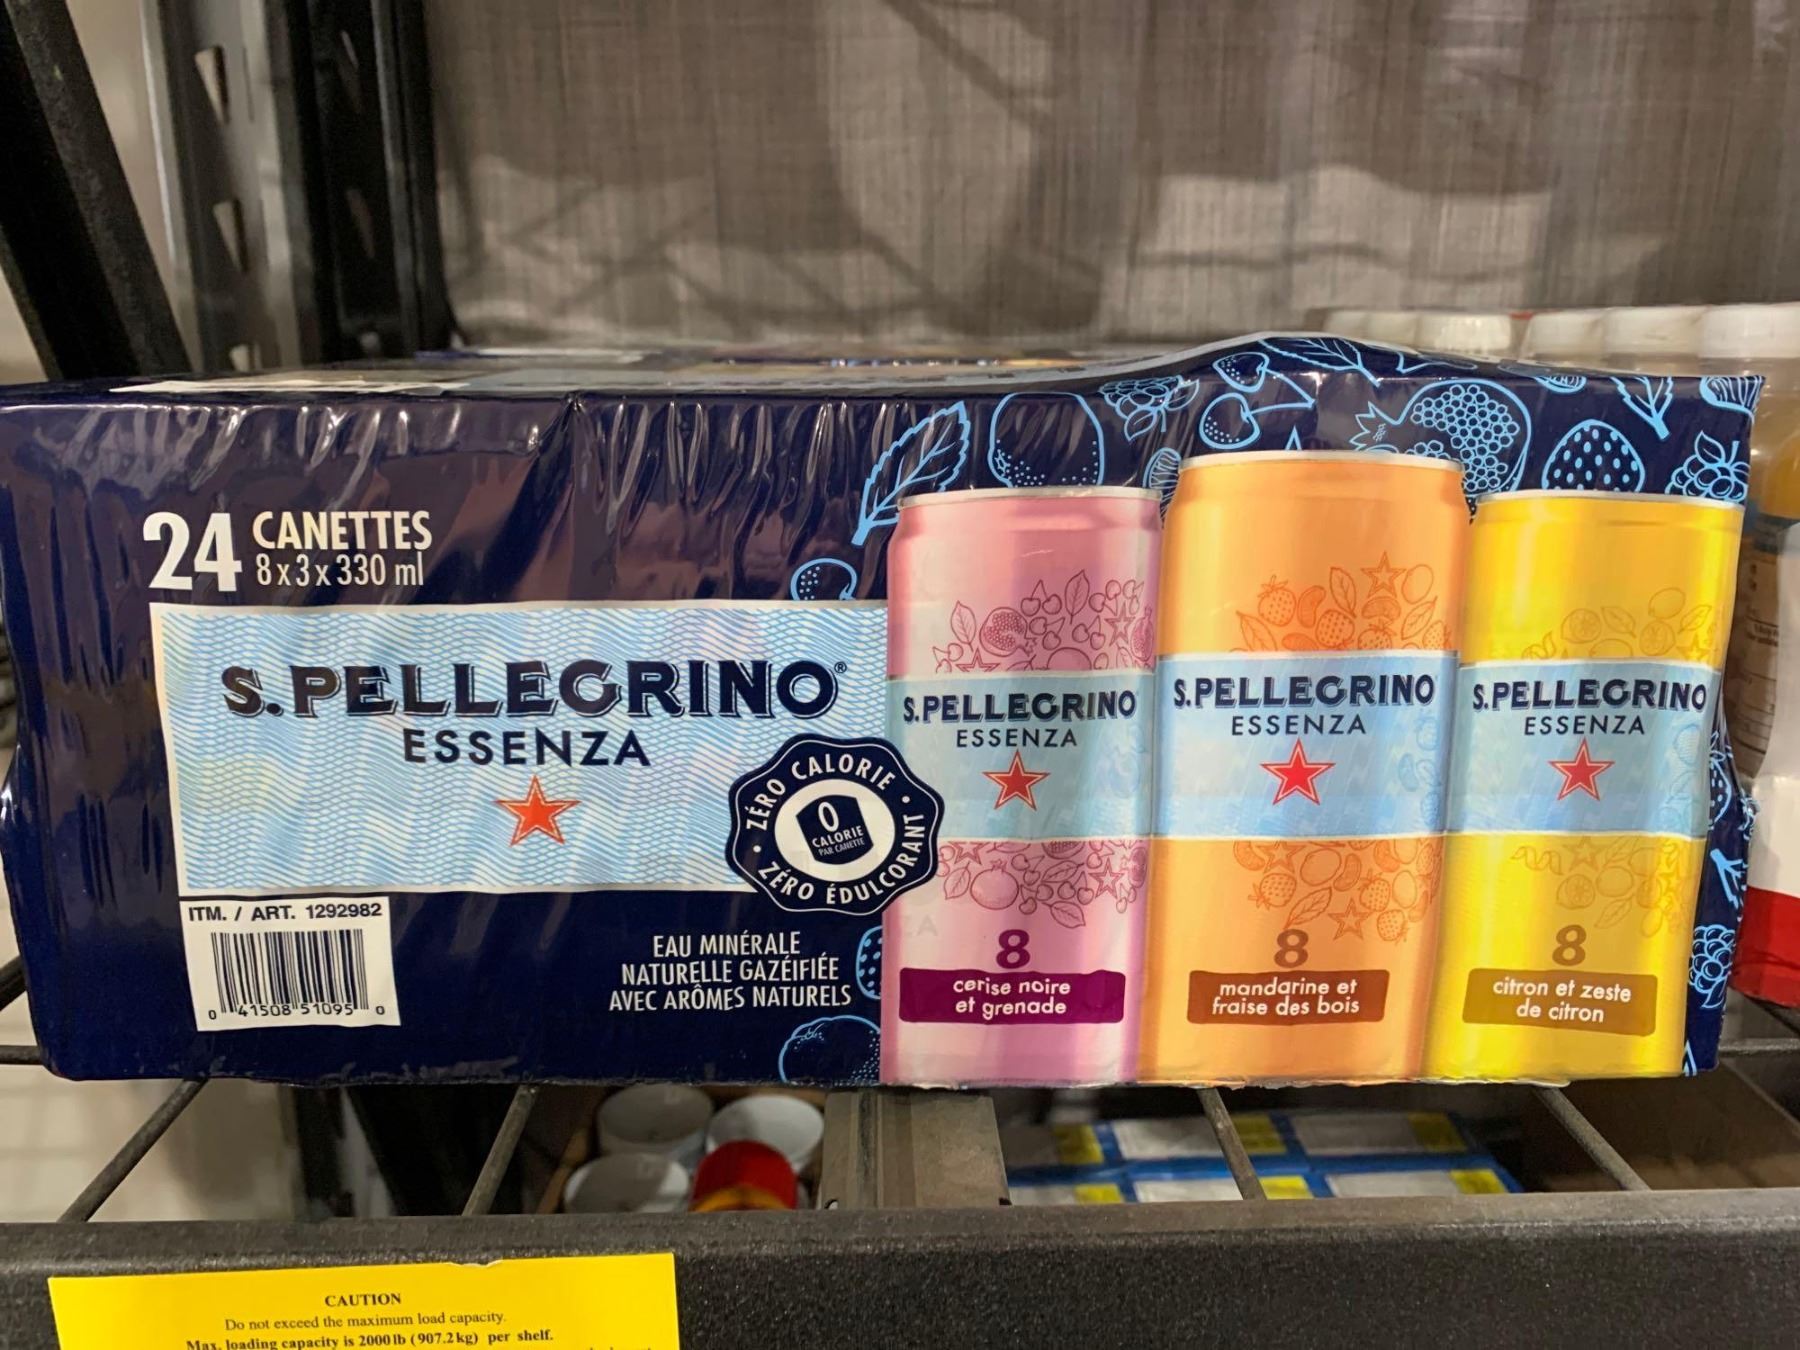 24 CANETTES
8 x 3 x 330 ml
S.PELLEGRINO®
ESSENZA
ZÉRO CALORIE • ZÉRO ÉDULCORANT •
0
CALORIE
PAR CANETTE
ITM. / ART. 1292982
0 41508 51095 0
EAU MINÉRALE
NATURELLE GAZÉIFIÉE
AVEC ARÔMES NATURELS
S.PELLEGRINO
ESSENZA
8
cerise noire
et grenade
S.PELLEGRINO
ESSENZA
8
mandarine et
fraise des bois
S.PELLEGRINO
ESSENZA
8
citron et zeste
de citron
CAUTION
Do not exceed the maximum load capacity.
Max. loading capacity is 2000 lb (907.2 kg) per shelf.